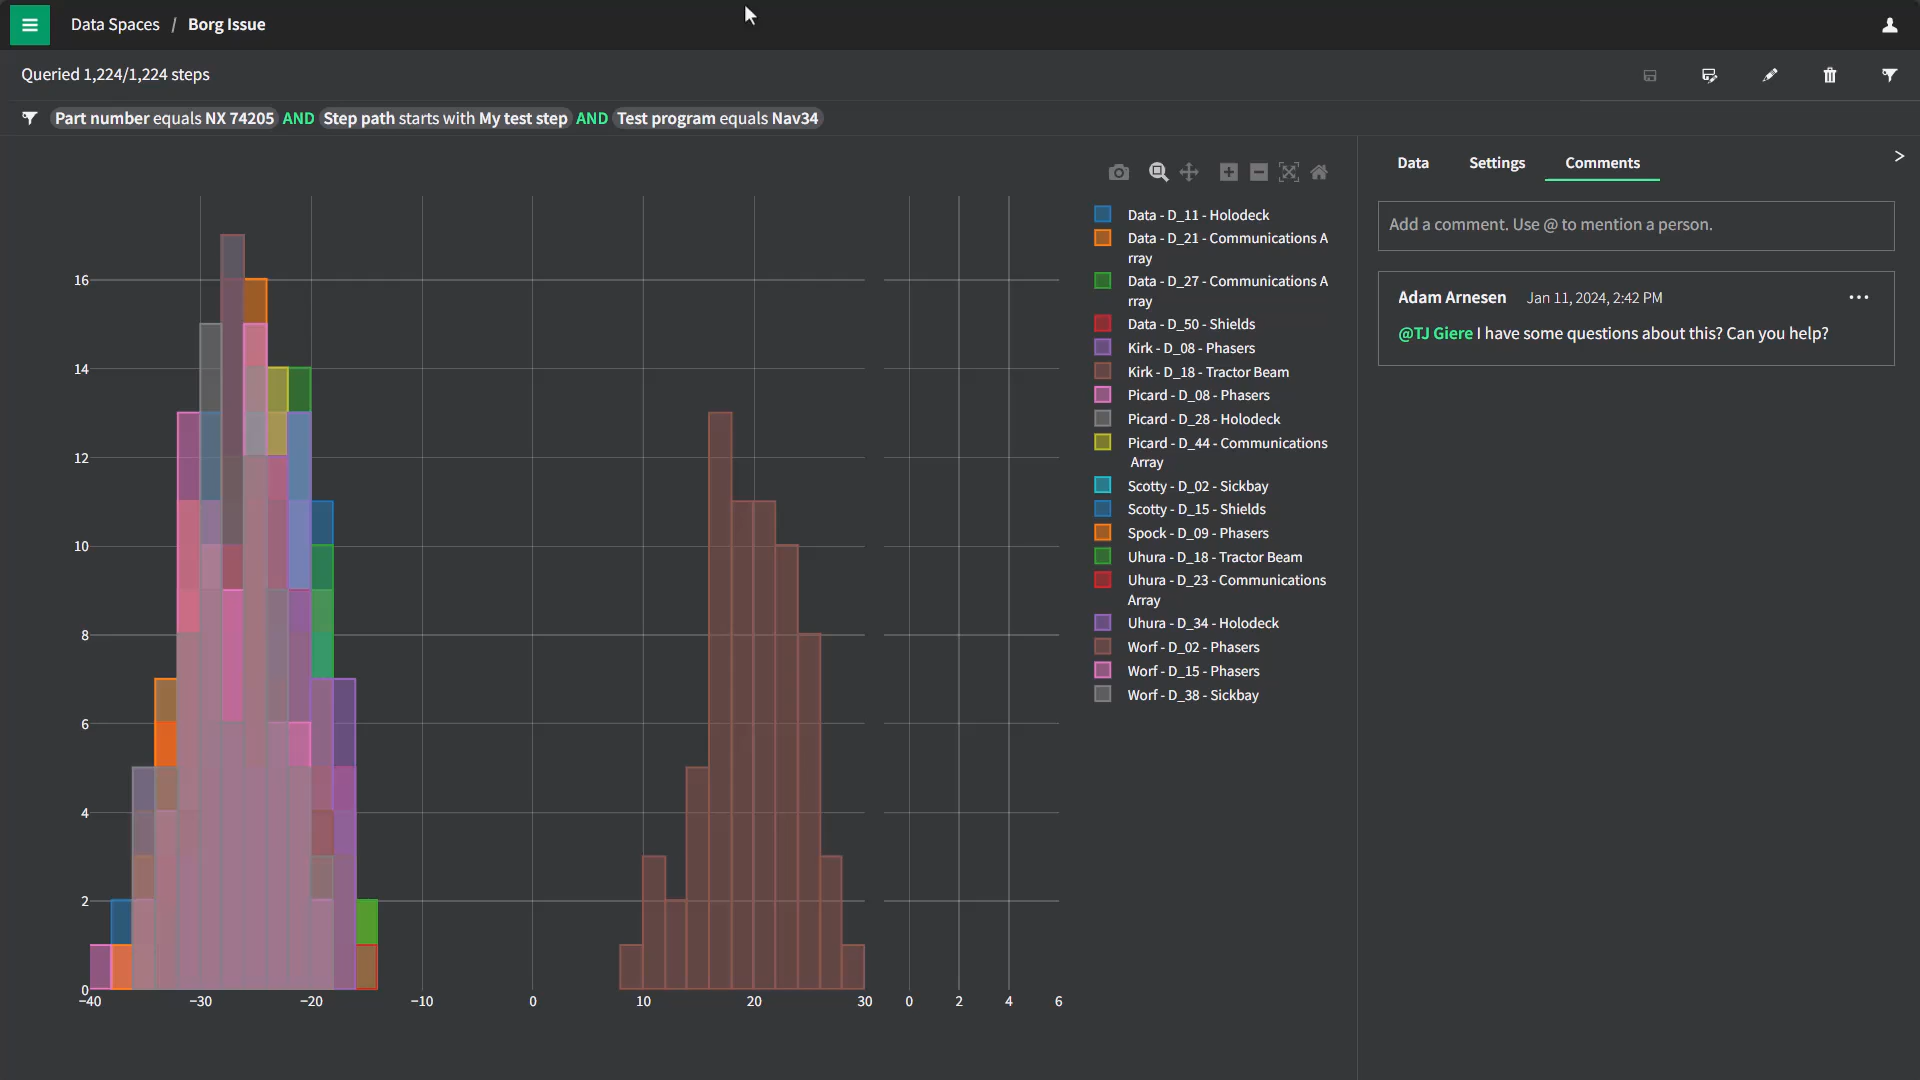 Data Spaces / Borg Issue
Queried 1,224/1,224 steps
Part number equals NX 74205 AND Step path starts with My test step AND Test program equals Nav34
Data Settings Comments
Add a comment. Use @ to mention a person.
Adam Arnesen Jan 11, 2024, 2:42 PM
@TJ Giere I have some questions about this? Can you help?
16
14
12
10
8
6
4
2
0
−40 −30 −20 −10 0 10 20 30 0 2 4 6
Data - D_11 - Holodeck
Data - D_21 - Communications A
rray
Data - D_27 - Communications A
rray
Data - D_50 - Shields
Kirk - D_08 - Phasers
Kirk - D_18 - Tractor Beam
Picard - D_08 - Phasers
Picard - D_28 - Holodeck
Picard - D_44 - Communications
Array
Scotty - D_02 - Sickbay
Scotty - D_15 - Shields
Spock - D_09 - Phasers
Uhura - D_18 - Tractor Beam
Uhura - D_23 - Communications
Array
Uhura - D_34 - Holodeck
Worf - D_02 - Phasers
Worf - D_15 - Phasers
Worf - D_38 - Sickbay